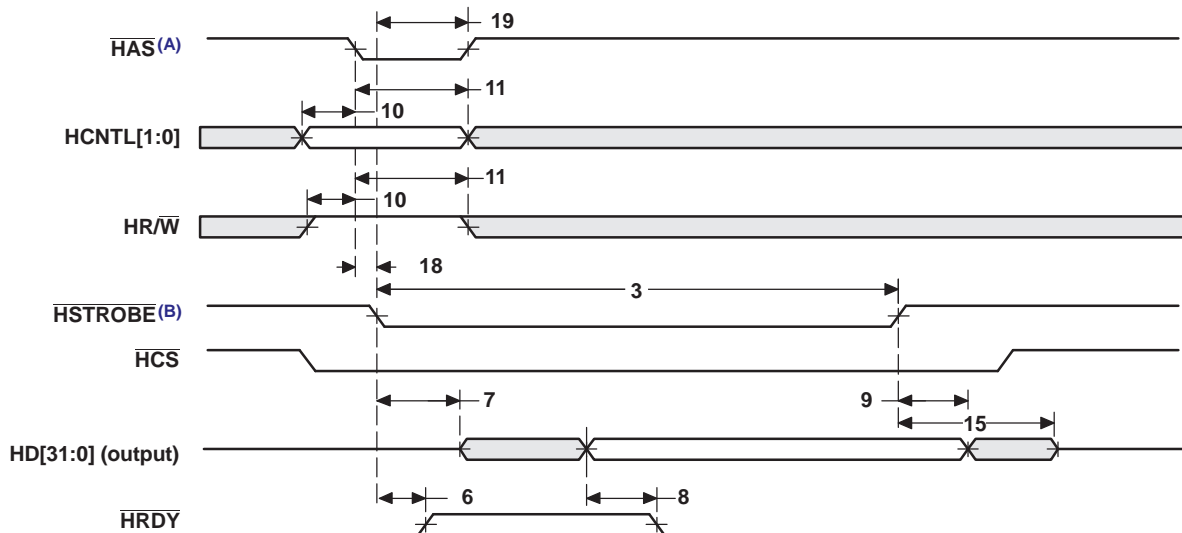 19
HAS(A)
11
10
HCNTL[1:0]
11
10
HR/W
18
3
HSTROBE(B)
HCS
7
9
15
HD[31:0] (output)
6
8
HRDY